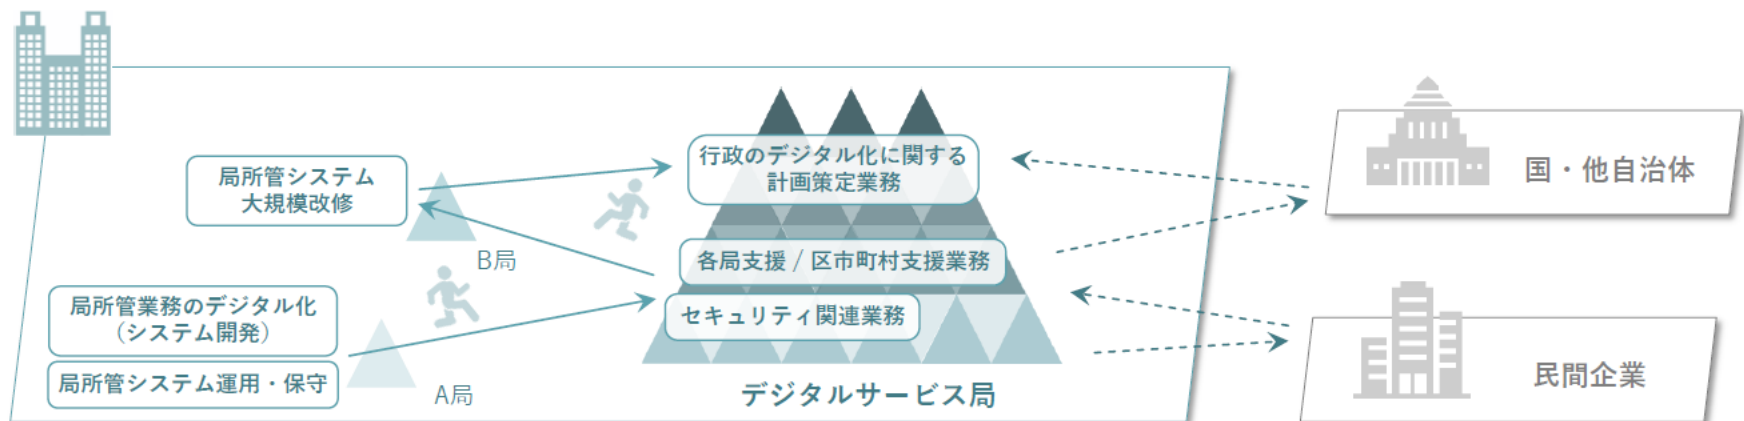 局所管システム
大規模改修
B局
局所管業務のデジタル化
（システム開発）
局所管システム運用・保守
A局
行政のデジタル化に関する
計画策定業務
各局支援 / 区市町村支援業務
セキュリティ関連業務
デジタルサービス局
国・他自治体
民間企業